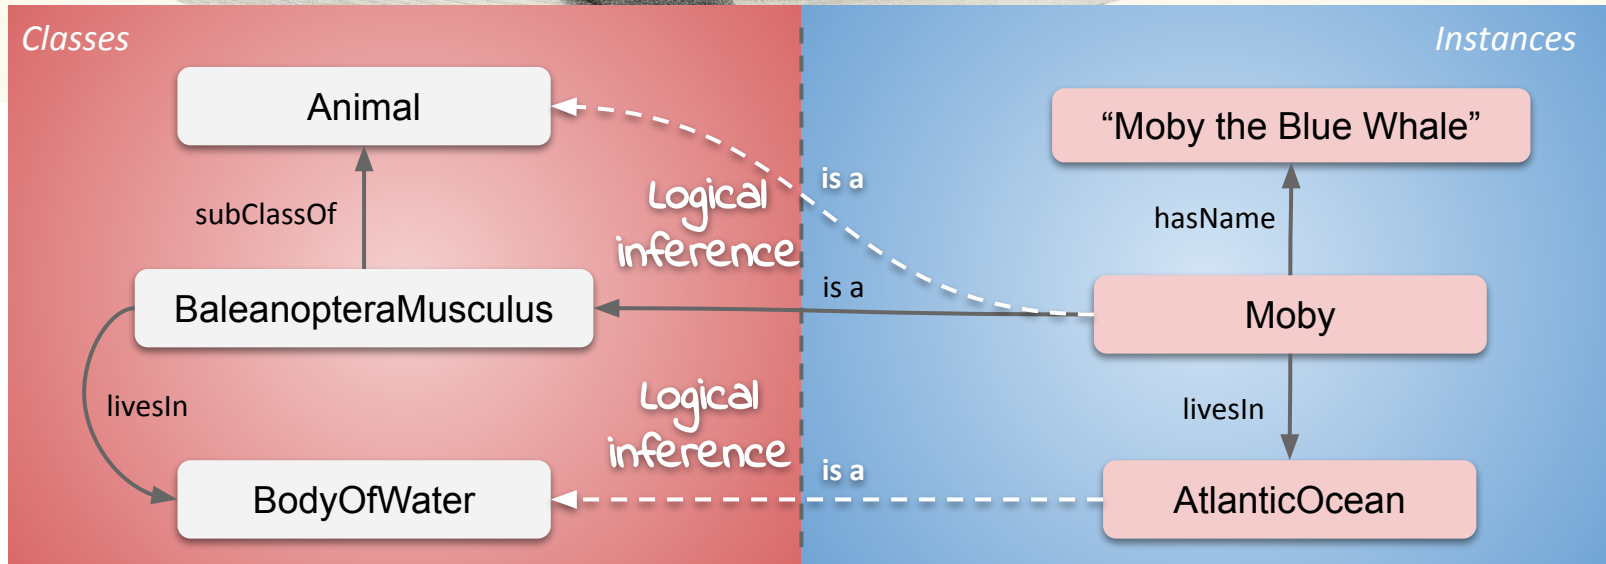 Classes
Instances
Animal
“Moby the Blue Whale”
is a
Logical
inference
subClassOf
hasName
BaleanopteraMusculus
is a
Moby
livesIn
Logical
inference
livesIn
is a
BodyOfWater
AtlanticOcean